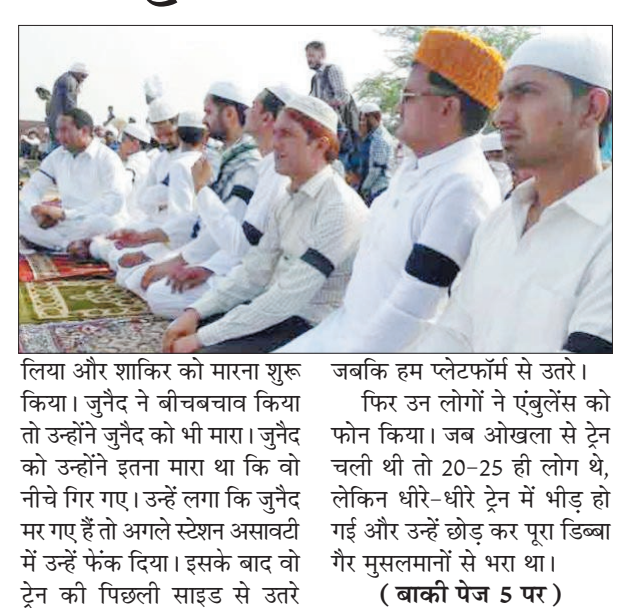 लिया और शाकिर को मारना शुरू
किया। जुनैद ने बीचबचाव किया
तो उन्होंने जुनैद को भी मारा। जुनैद
को उन्होंने इतना मारा था कि वो
नीचे गिर गए। उन्हें लगा कि जुनैद
मर गए हैं तो अगले स्टेशन असावटी
में उन्हें फेंक दिया। इसके बाद वो
ट्रेन की पिछली साइड से उतरे
जबकि हम प्लेटफॉर्म से उतरे।
फिर उन लोगों ने एंबुलेंस को
फोन किया। जब ओखला से ट्रेन
चली थी तो 20-25 ही लोग थे,
लेकिन धीरे-धीरे ट्रेन में भीड़ हो
गई और उन्हें छोड़ कर पूरा डिब्बा
गैर मुसलमानों से भरा था।
( बाकी पेज 5 पर )